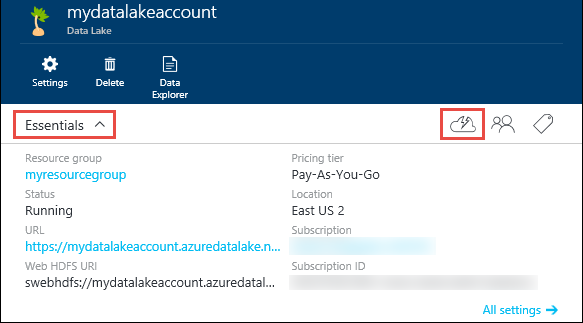 mydatalakeaccount
Data Lake
Settings
Delete
Data
Explorer
Essentials
Resource group
myresourcegroup
Pricing tier
Pay-As-You-Go
Status
Running
Location
East US 2
URL
https://mydatalakeaccount.azuredatalake.n...
Subscription
Web HDFS URI
swebhdfs://mydatalakeaccount.azuredatal...
Subscription ID
All settings